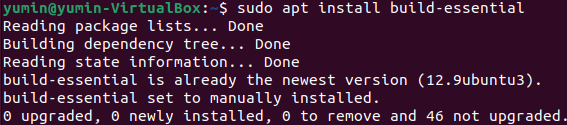 yumin@yumin-VirtualBox:~$ sudo apt install build-essential
Reading package lists... Done
Building dependency tree... Done
Reading state information... Done
build-essential is already the newest version (12.9ubuntu3).
build-essential set to manually installed.
0 upgraded, 0 newly installed, 0 to remove and 46 not upgraded.